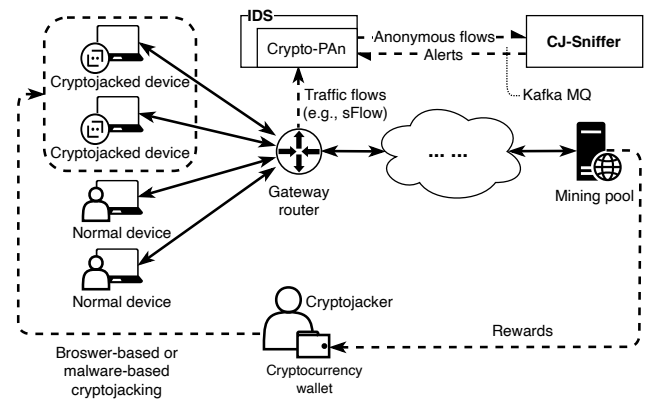 IDS
Crypto-PAn
Anonymous flows
Alerts
CJ-Sniffer
Kafka MQ
Cryptojacked device
Traffic flows
(e.g., sFlow)
Cryptojacked device
... ...
Gateway
router
Mining pool
Normal device
Normal device
Cryptojacker
Rewards
Broswer-based or
malware-based
cryptojacking
Cryptocurrency
wallet